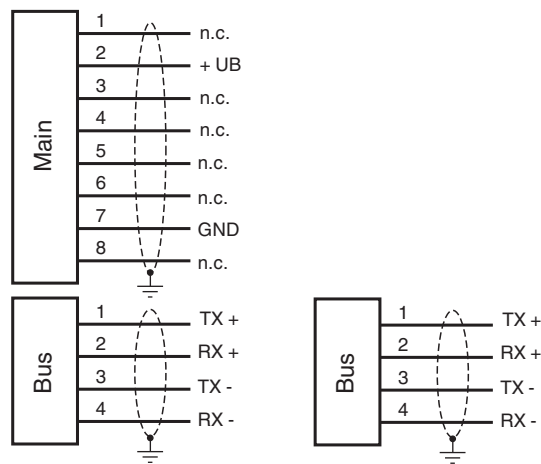 Main
1 n.c.
2 + UB
3 n.c.
4 n.c.
5 n.c.
6 n.c.
7 GND
8 n.c.
Bus
1 TX +
2 RX +
3 TX -
4 RX -
Bus
1 TX +
2 RX +
3 TX -
4 RX -